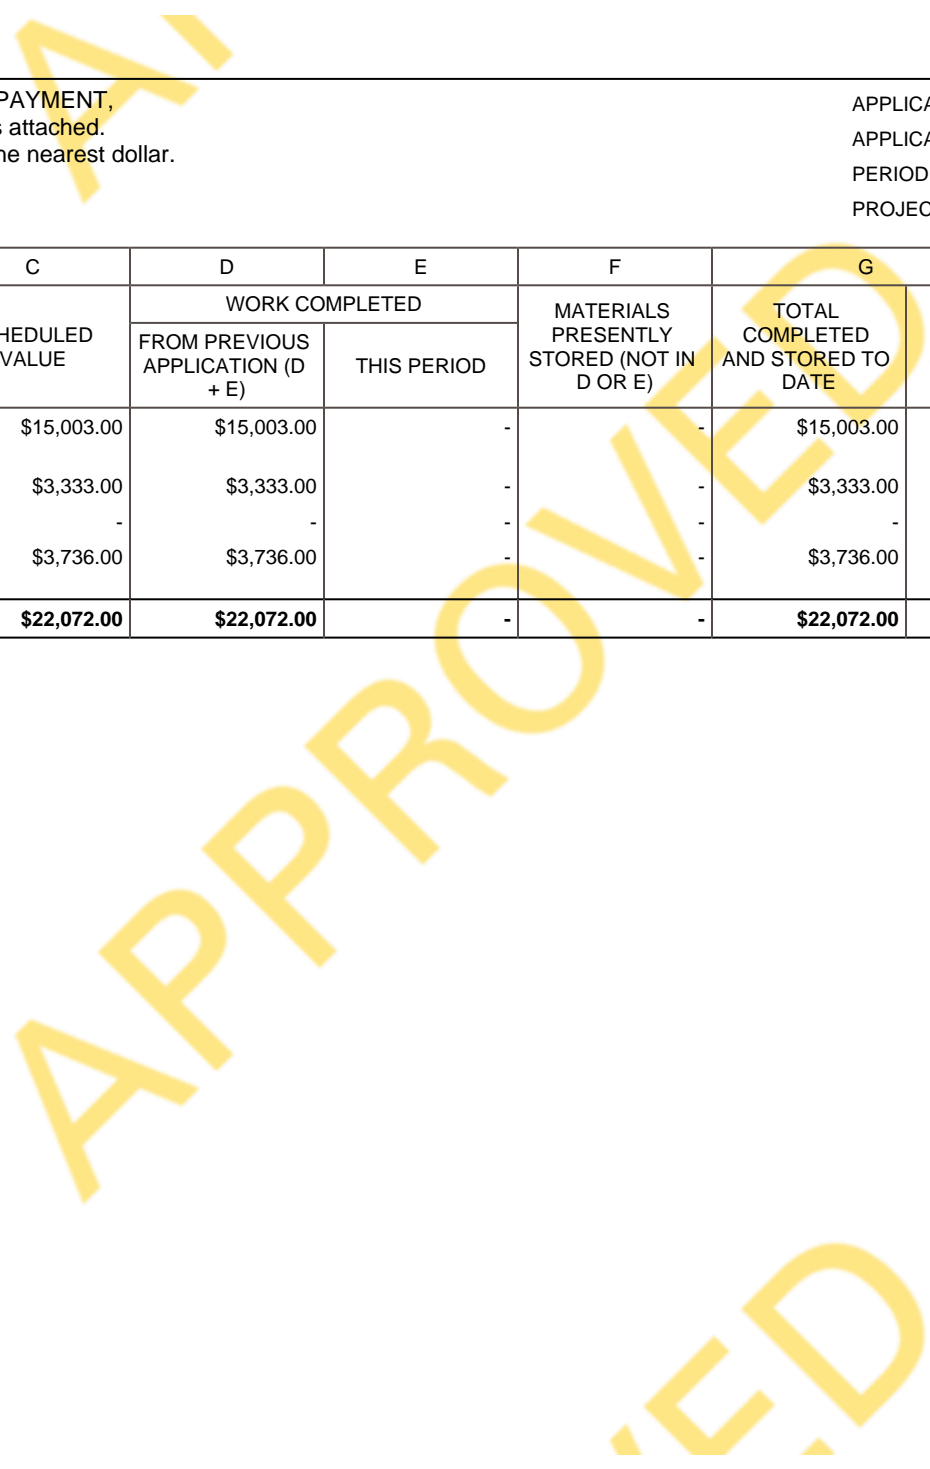 PAYMENT,
attached.
nearest dollar.
APPLICA
APPLICA
PERIOD
PROJEC
C D E F G
HEDULED
VALUE
WORK COMPLETED
FROM PREVIOUS
APPLICATION (D
+ E)
THIS PERIOD
MATERIALS
PRESENTLY
STORED (NOT IN
D OR E)
TOTAL
COMPLETED
AND STORED TO
DATE
$15,003.00 $15,003.00 - - $15,003.00
$3,333.00 $3,333.00 - - $3,333.00
- - - - -
$3,736.00 $3,736.00 - - $3,736.00
$22,072.00 $22,072.00 - - $22,072.00
APPROVED